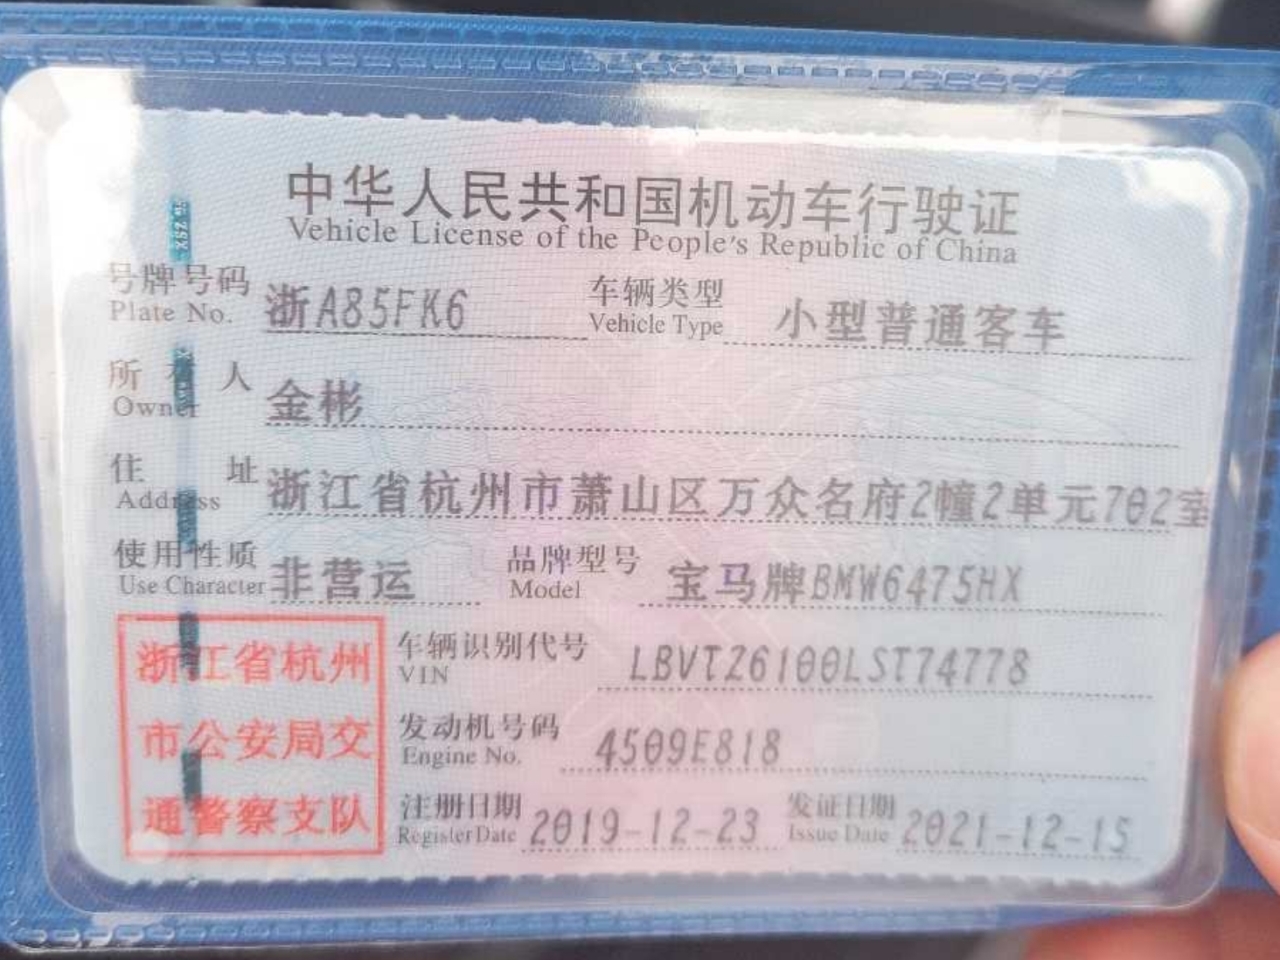 中华人民共和国机动车行驶证
Vehicle License of the People's Republic of China
号牌号码 浙A85FK6 车辆类型 小型普通客车
Plate No. Vehicle Type
所有人 金彬
Owner
住址 浙江省杭州市萧山区万众名府2幢2单元702室
Address
使用性质 非营运 品牌型号 宝马牌BMW6475HX
Use Character Model
浙江省杭州
市公安局交
通警察支队
车辆识别代号 LBVTZ6100LST74778
VIN
发动机号码 4509E818
Engine No.
注册日期 2019-12-23 发证日期 2021-12-15
Register Date Issue Date